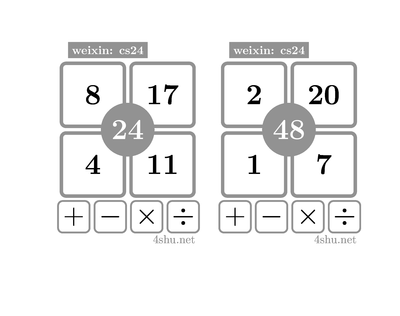 weixin: cs24
8 17
24
4 11
+ − × ÷
4shu.net
weixin: cs24
2 20
48
1 7
+ − × ÷
4shu.net